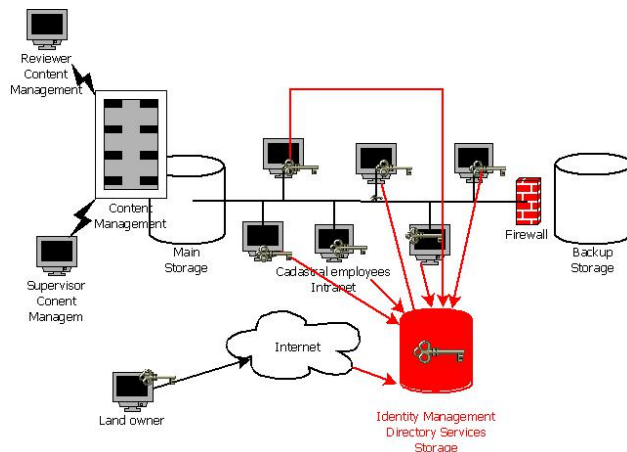 Reviewer
Content
Management
Content
Management
Supervisor
Conent
Managem
Main
Storage
Cadastral employees
Intranet
Firewall
Backup
Storage
Internet
Land owner
Identity Management
Directory Services
Storage